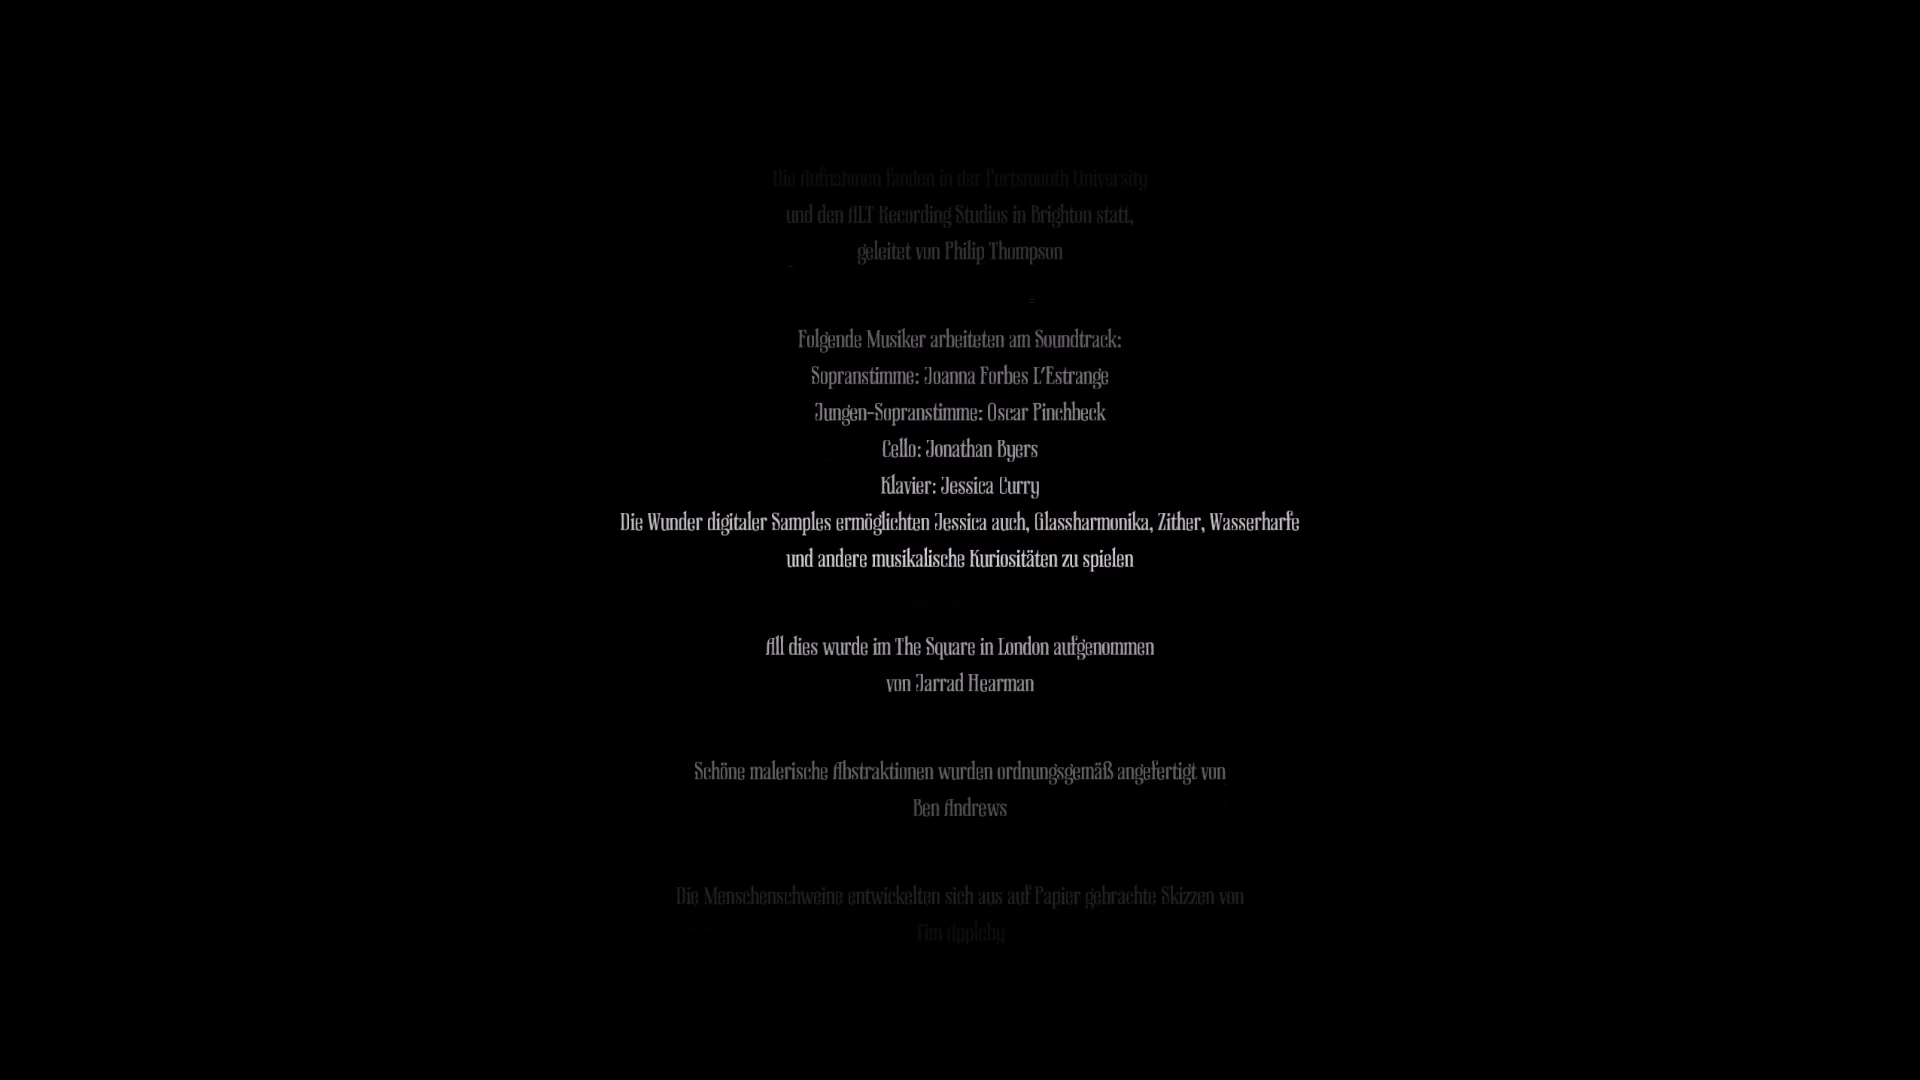 Die Aufnahmen fanden in der Portsmouth University
und den ALT Recording Studios in Brighton statt,
geleitet von Philip Thompson
Folgende Musiker arbeiteten am Soundtrack:
Sopranstimme: Joanna Forbes L'Estrange
Jungen-Sopranstimme: Oscar Pinchbeck
Cello: Jonathan Byers
Klavier: Jessica Curry
Die Wunder digitaler Samples ermöglichten Jessica auch, Glassharmonika, Zither, Wasserharfe
und andere musikalische Kuriositäten zu spielen
All dies wurde im The Square in London aufgenommen
von Jarrad Hearman
Schöne malerische Abstraktionen wurden ordnungsgemäß angefertigt von
Ben Andrews
Die Menschenschweine entwickelten sich aus auf Papier gebrachte Skizzen von
Tim Appleby